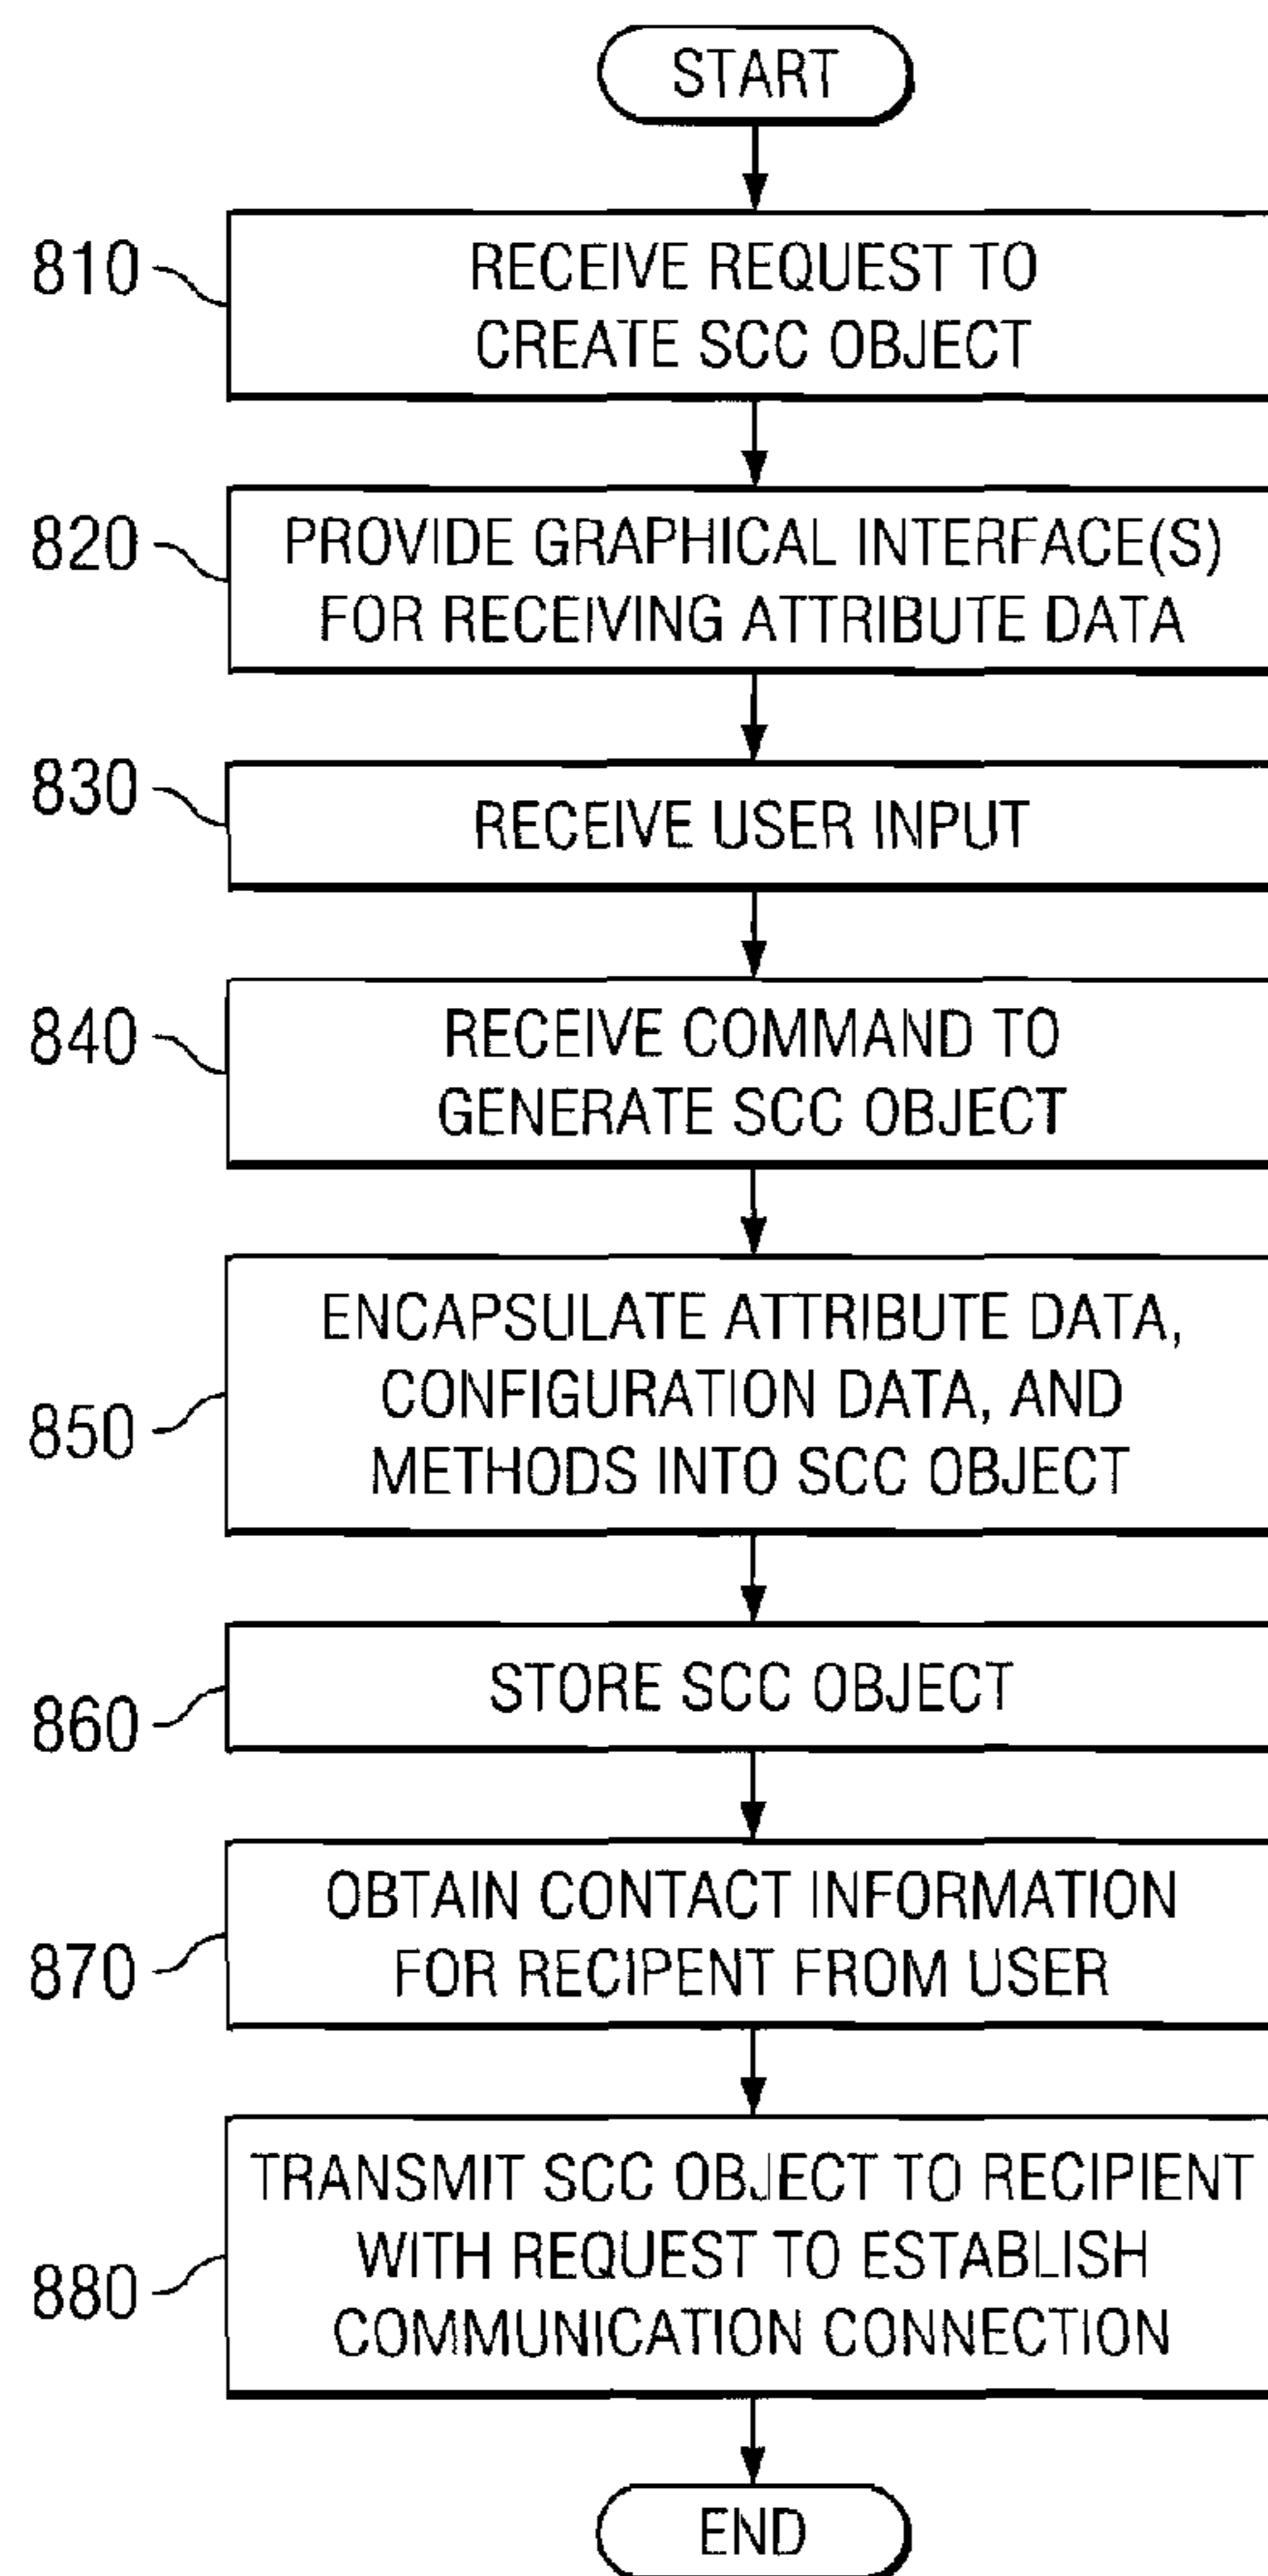 START
810
RECEIVE REQUEST TO
CREATE SCC OBJECT
820
PROVIDE GRAPHICAL INTERFACE(S)
FOR RECEIVING ATTRIBUTE DATA
830
RECEIVE USER INPUT
840
RECEIVE COMMAND TO
GENERATE SCC OBJECT
850
ENCAPSULATE ATTRIBUTE DATA,
CONFIGURATION DATA, AND
METHODS INTO SCC OBJECT
860
STORE SCC OBJECT
870
OBTAIN CONTACT INFORMATION
FOR RECIPENT FROM USER
880
TRANSMIT SCC OBJECT TO RECIPIENT
WITH REQUEST TO ESTABLISH
COMMUNICATION CONNECTION
END